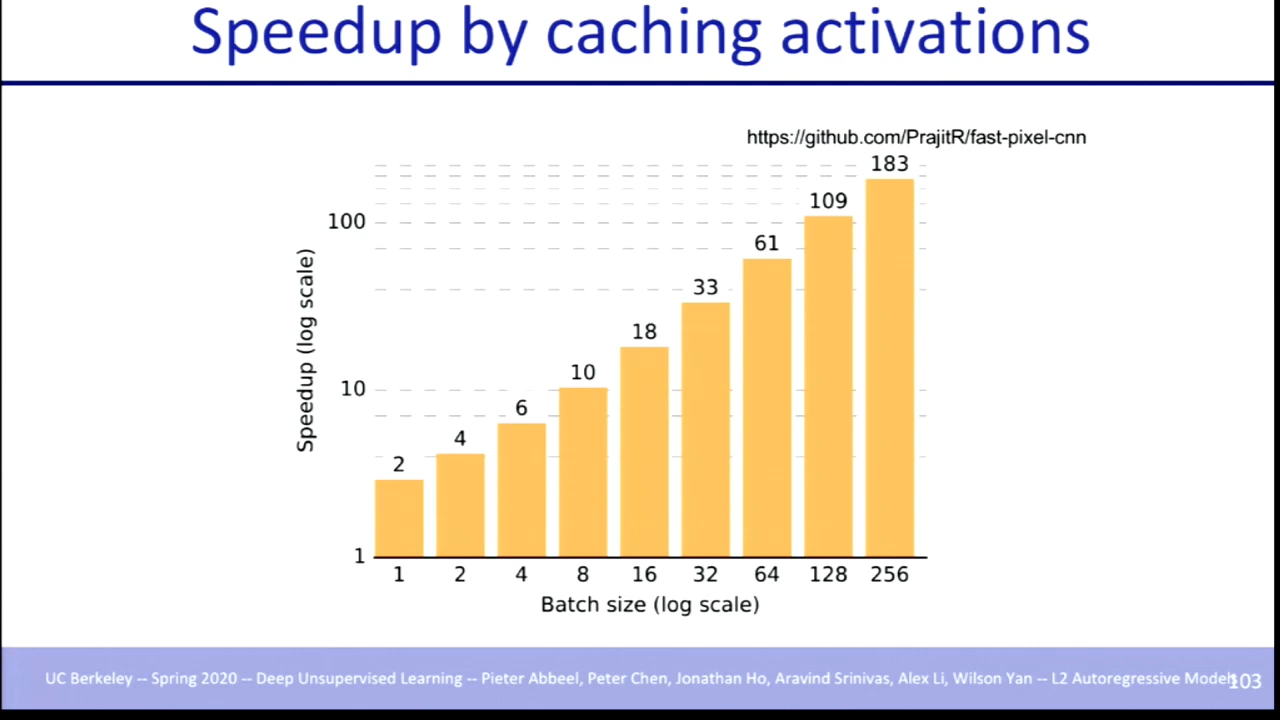 Speedup by caching activations
https://github.com/PrajitR/fast-pixel-cnn
183
109
100
61
33
18
10
10
6
4
2
1
Speedup (log scale)
1 2 4 8 16 32 64 128 256
Batch size (log scale)
UC Berkeley -- Spring 2020 -- Deep Unsupervised Learning -- Pieter Abbeel, Peter Chen, Jonathan Ho, Aravind Srinivas, Alex Li, Wilson Yan -- L2 Autoregressive Models
103